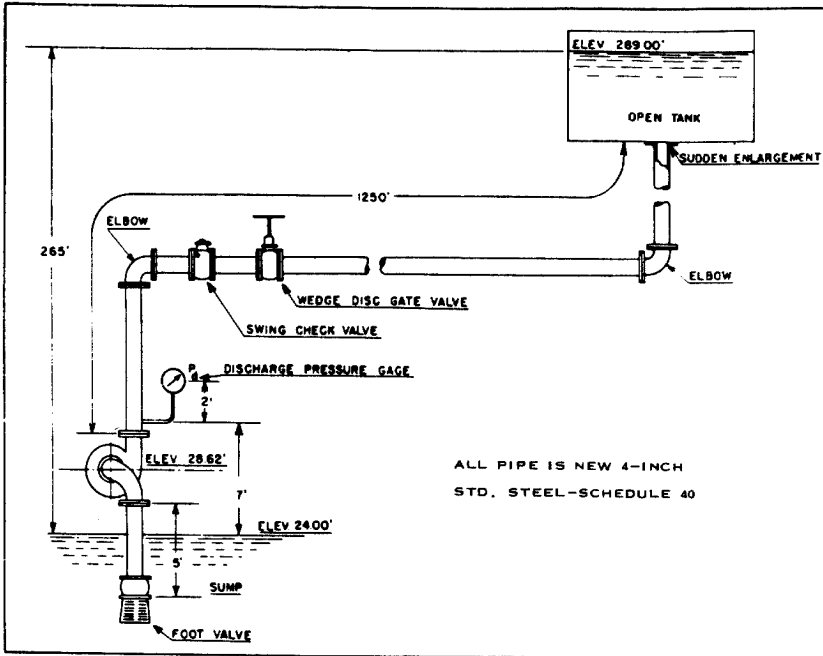 ELEV 289.00'
OPEN TANK
SUDDEN ENLARGEMENT
1250'
ELBOW
265'
ELBOW
WEDGE DISC GATE VALVE
SWING CHECK VALVE
Pd DISCHARGE PRESSURE GAGE
2'
ELEV 28.62'
7'
ALL PIPE IS NEW 4-INCH
STD. STEEL-SCHEDULE 40
ELEV 24.00'
5'
SUMP
FOOT VALVE